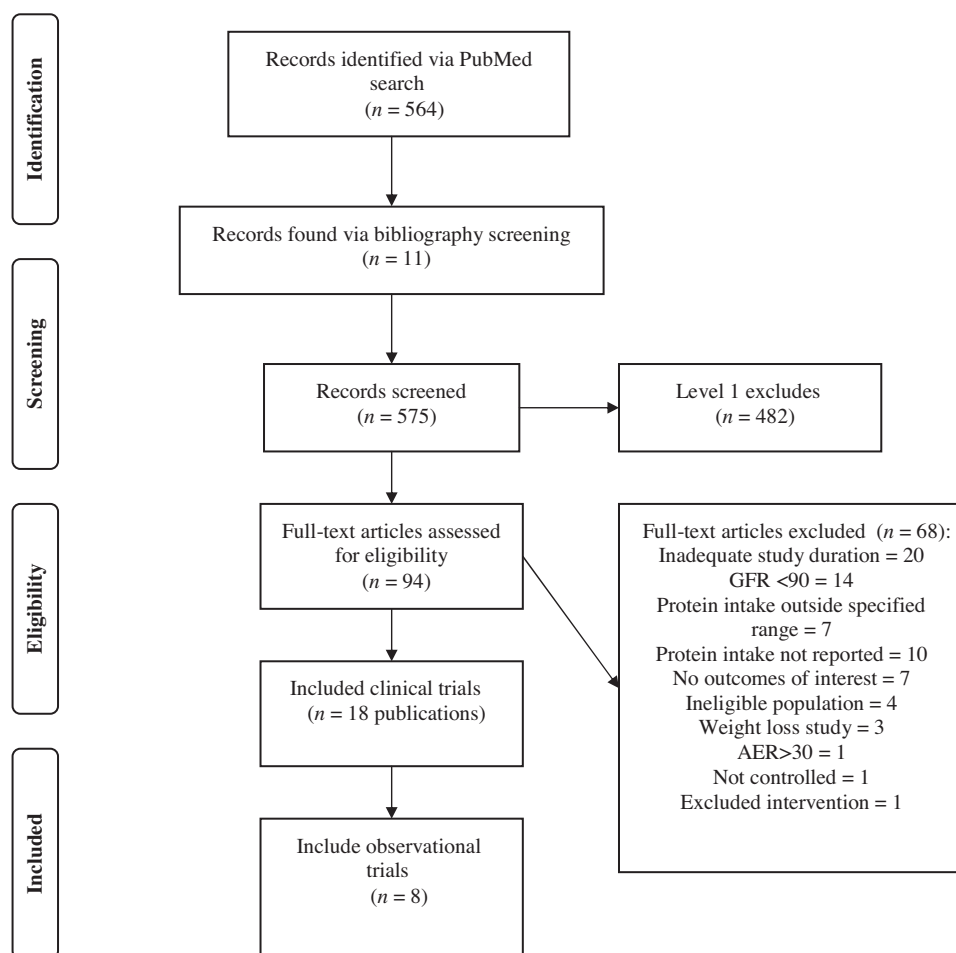 Identification
Records identified via PubMed
search
(n = 564)
Records found via bibliography screening
(n = 11)
Screening
Records screened
(n = 575)
Level 1 excludes
(n = 482)
Eligibility
Full-text articles assessed
for eligibility
(n = 94)
Full-text articles excluded (n = 68):
Inadequate study duration = 20
GFR <90 = 14
Protein intake outside specified
range = 7
Protein intake not reported = 10
No outcomes of interest = 7
Ineligible population = 4
Weight loss study = 3
AER>30 = 1
Not controlled = 1
Excluded intervention = 1
Included clinical trials
(n = 18 publications)
Included
Include observational
trials
(n = 8)